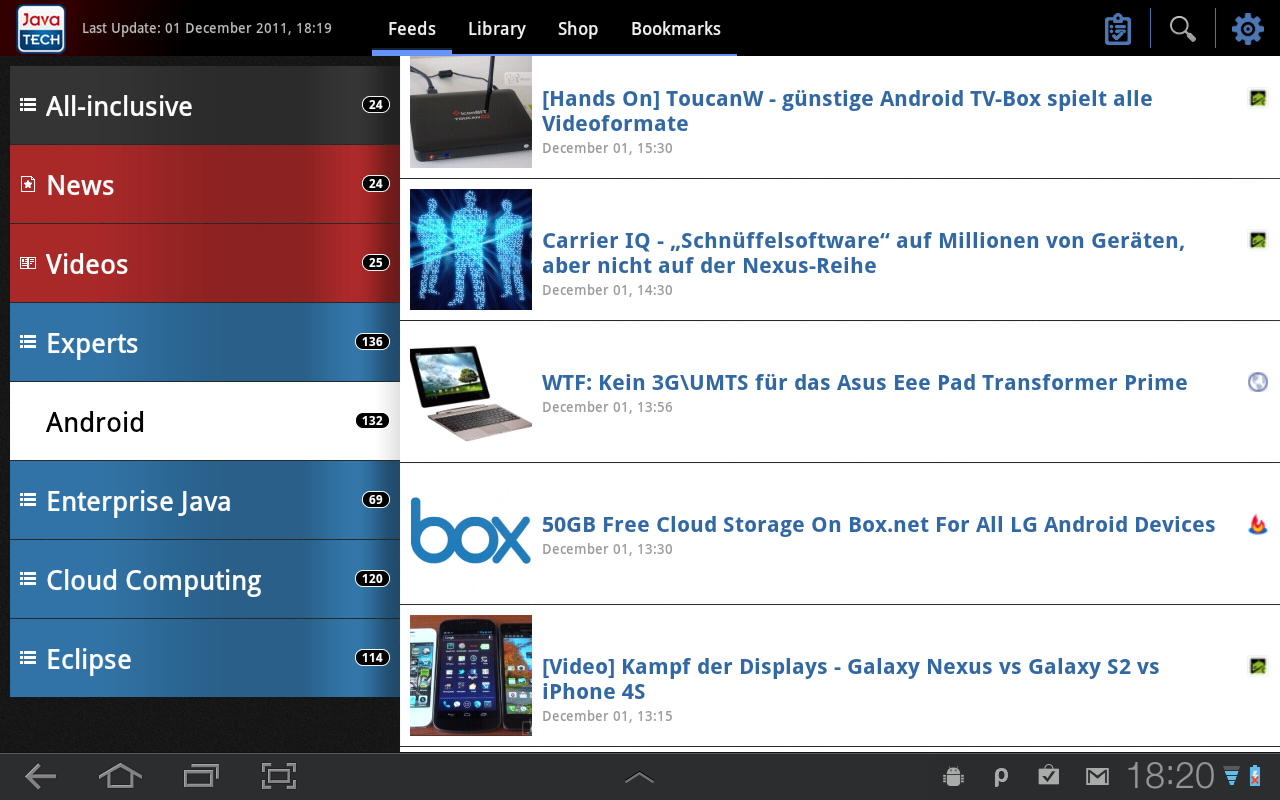 Java
TECH
Last Update: 01 December 2011, 18:19
Feeds
Library
Shop
Bookmarks
All-inclusive
24
News
24
Videos
25
Experts
136
Android
132
Enterprise Java
69
Cloud Computing
120
Eclipse
114
[Hands On] ToucanW - günstige Android TV-Box spielt alle
Videoformate
December 01, 15:30
Carrier IQ - „Schnüffelsoftware“ auf Millionen von Geräten,
aber nicht auf der Nexus-Reihe
December 01, 14:30
WTF: Kein 3G\UMTS für das Asus Eee Pad Transformer Prime
December 01, 13:56
box
50GB Free Cloud Storage On Box.net For All LG Android Devices
December 01, 13:30
[Video] Kampf der Displays - Galaxy Nexus vs Galaxy S2 vs
iPhone 4S
December 01, 13:15
18:20